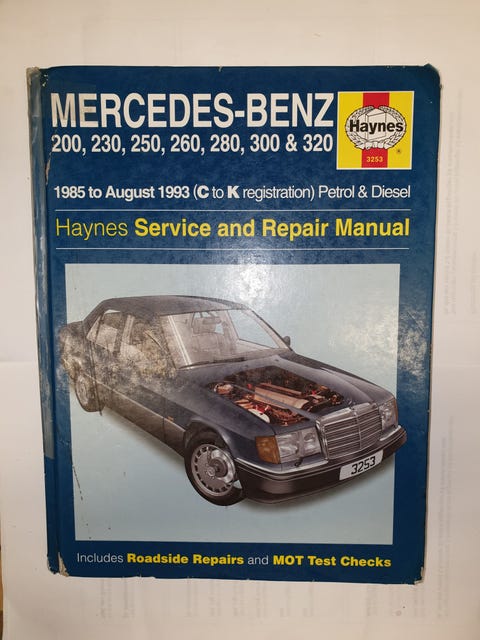 MERCEDES-BENZ
200, 230, 250, 260, 280, 300 & 320
Haynes
3253
®
1985 to August 1993 (C to K registration) Petrol & Diesel
Haynes Service and Repair Manual
3253
Includes Roadside Repairs and MOT Test Checks